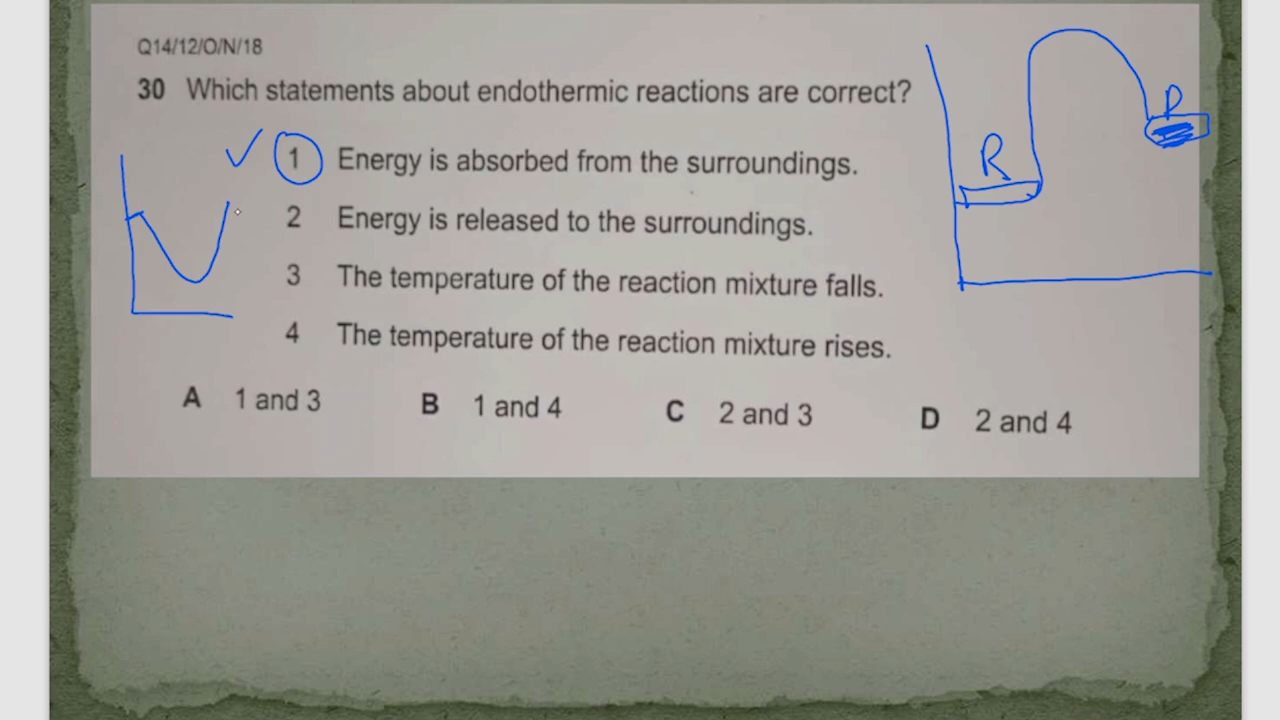 Q14/12/O/N/18
30 Which statements about endothermic reactions are correct?
1 Energy is absorbed from the surroundings.
2 Energy is released to the surroundings.
3 The temperature of the reaction mixture falls.
4 The temperature of the reaction mixture rises.
A 1 and 3 B 1 and 4 C 2 and 3 D 2 and 4
R
P